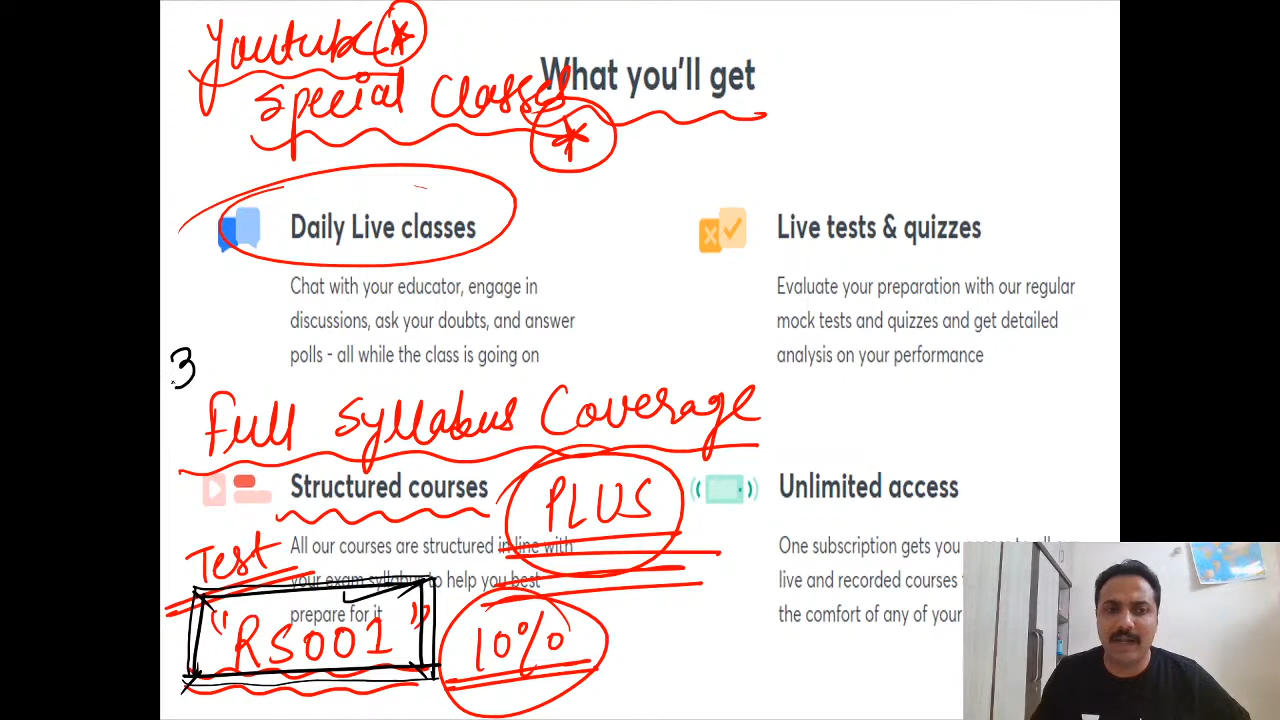 Youtube *
Special Classes
*
What you'll get
Daily Live classes
Chat with your educator, engage in
discussions, ask your doubts, and answer
polls - all while the class is going on
Live tests & quizzes
Evaluate your preparation with our regular
mock tests and quizzes and get detailed
analysis on your performance
3
Full Syllabus Coverage
Structured courses
PLUS
All our courses are structured in line with
your exam syllabus to help you best
prepare for it
Test
"RS001"
10%
Unlimited access
One subscription gets you
live and recorded courses
the comfort of any of your